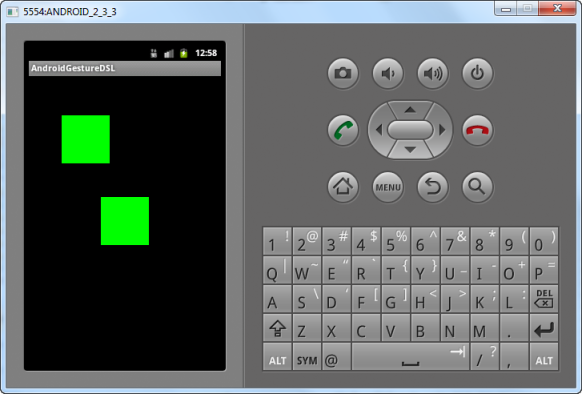 5554:ANDROID_2_3_3
12:58
AndroidGestureDSL
MENU
1 ! 2 @ 3 # 4 $ 5 % 6 ^ 7 & 8 * 9 ( 0 )
Q | W ~ E " R ` T { Y } U _ I - O + P =
A S \ D ' F [ G ] H < J > K ; L : DEL
Z X C V B N M .
ALT SYM @ / ? , ALT